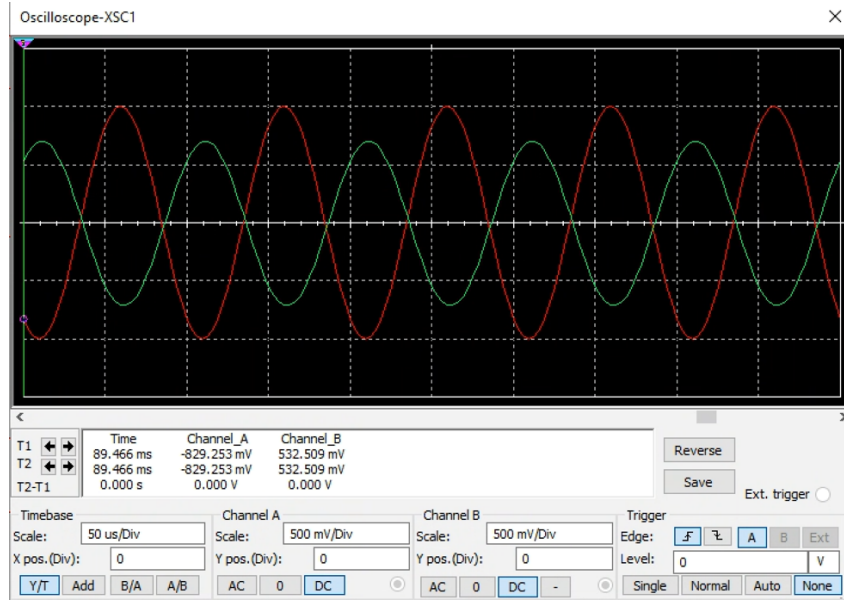 Oscilloscope-XSC1
Time Channel_A Channel_B
T1 89.466 ms -829.253 mV 532.509 mV
T2 89.466 ms -829.253 mV 532.509 mV
T2-T1 0.000 s 0.000 V 0.000 V
Reverse
Save
Ext. trigger
Timebase
Scale: 50 us/Div
X pos.(Div): 0
Y/T Add B/A A/B
Channel A
Scale: 500 mV/Div
Y pos.(Div): 0
AC 0 DC
Channel B
Scale: 500 mV/Div
Y pos.(Div): 0
AC 0 DC -
Trigger
Edge: A B Ext
Level: 0 V
Single Normal Auto None